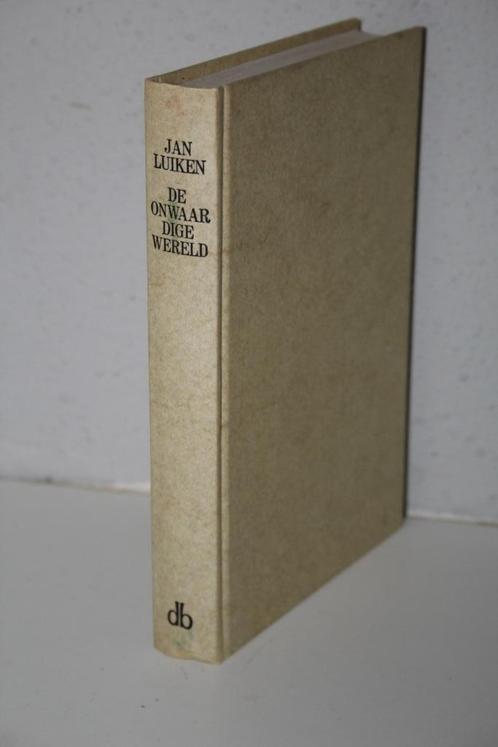 JAN
LUIKEN
DE
ONWAAR
DIGE
WERELD
db